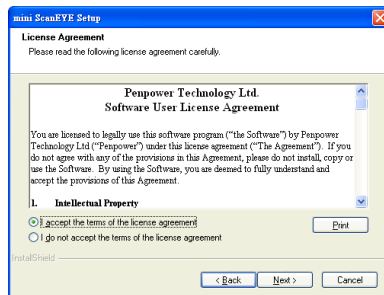 mini ScanEYE Setup
License Agreement
Please read the following license agreement carefully.
Penpower Technology Ltd.
Software User License Agreement
You are licensed to legally use this software program (“the Software”) by Penpower
Technology Ltd (“Penpower”) under this license agreement (“The Agreement”). If you
do not agree with any of the provisions in this Agreement, please do not install, copy or
use the Software. By using the Software, you are deemed to fully understand and
accept the provisions of this Agreement.
1. Intellectual Property
I accept the terms of the license agreement
Print
I do not accept the terms of the license agreement
InstallShield
< Back Next > Cancel